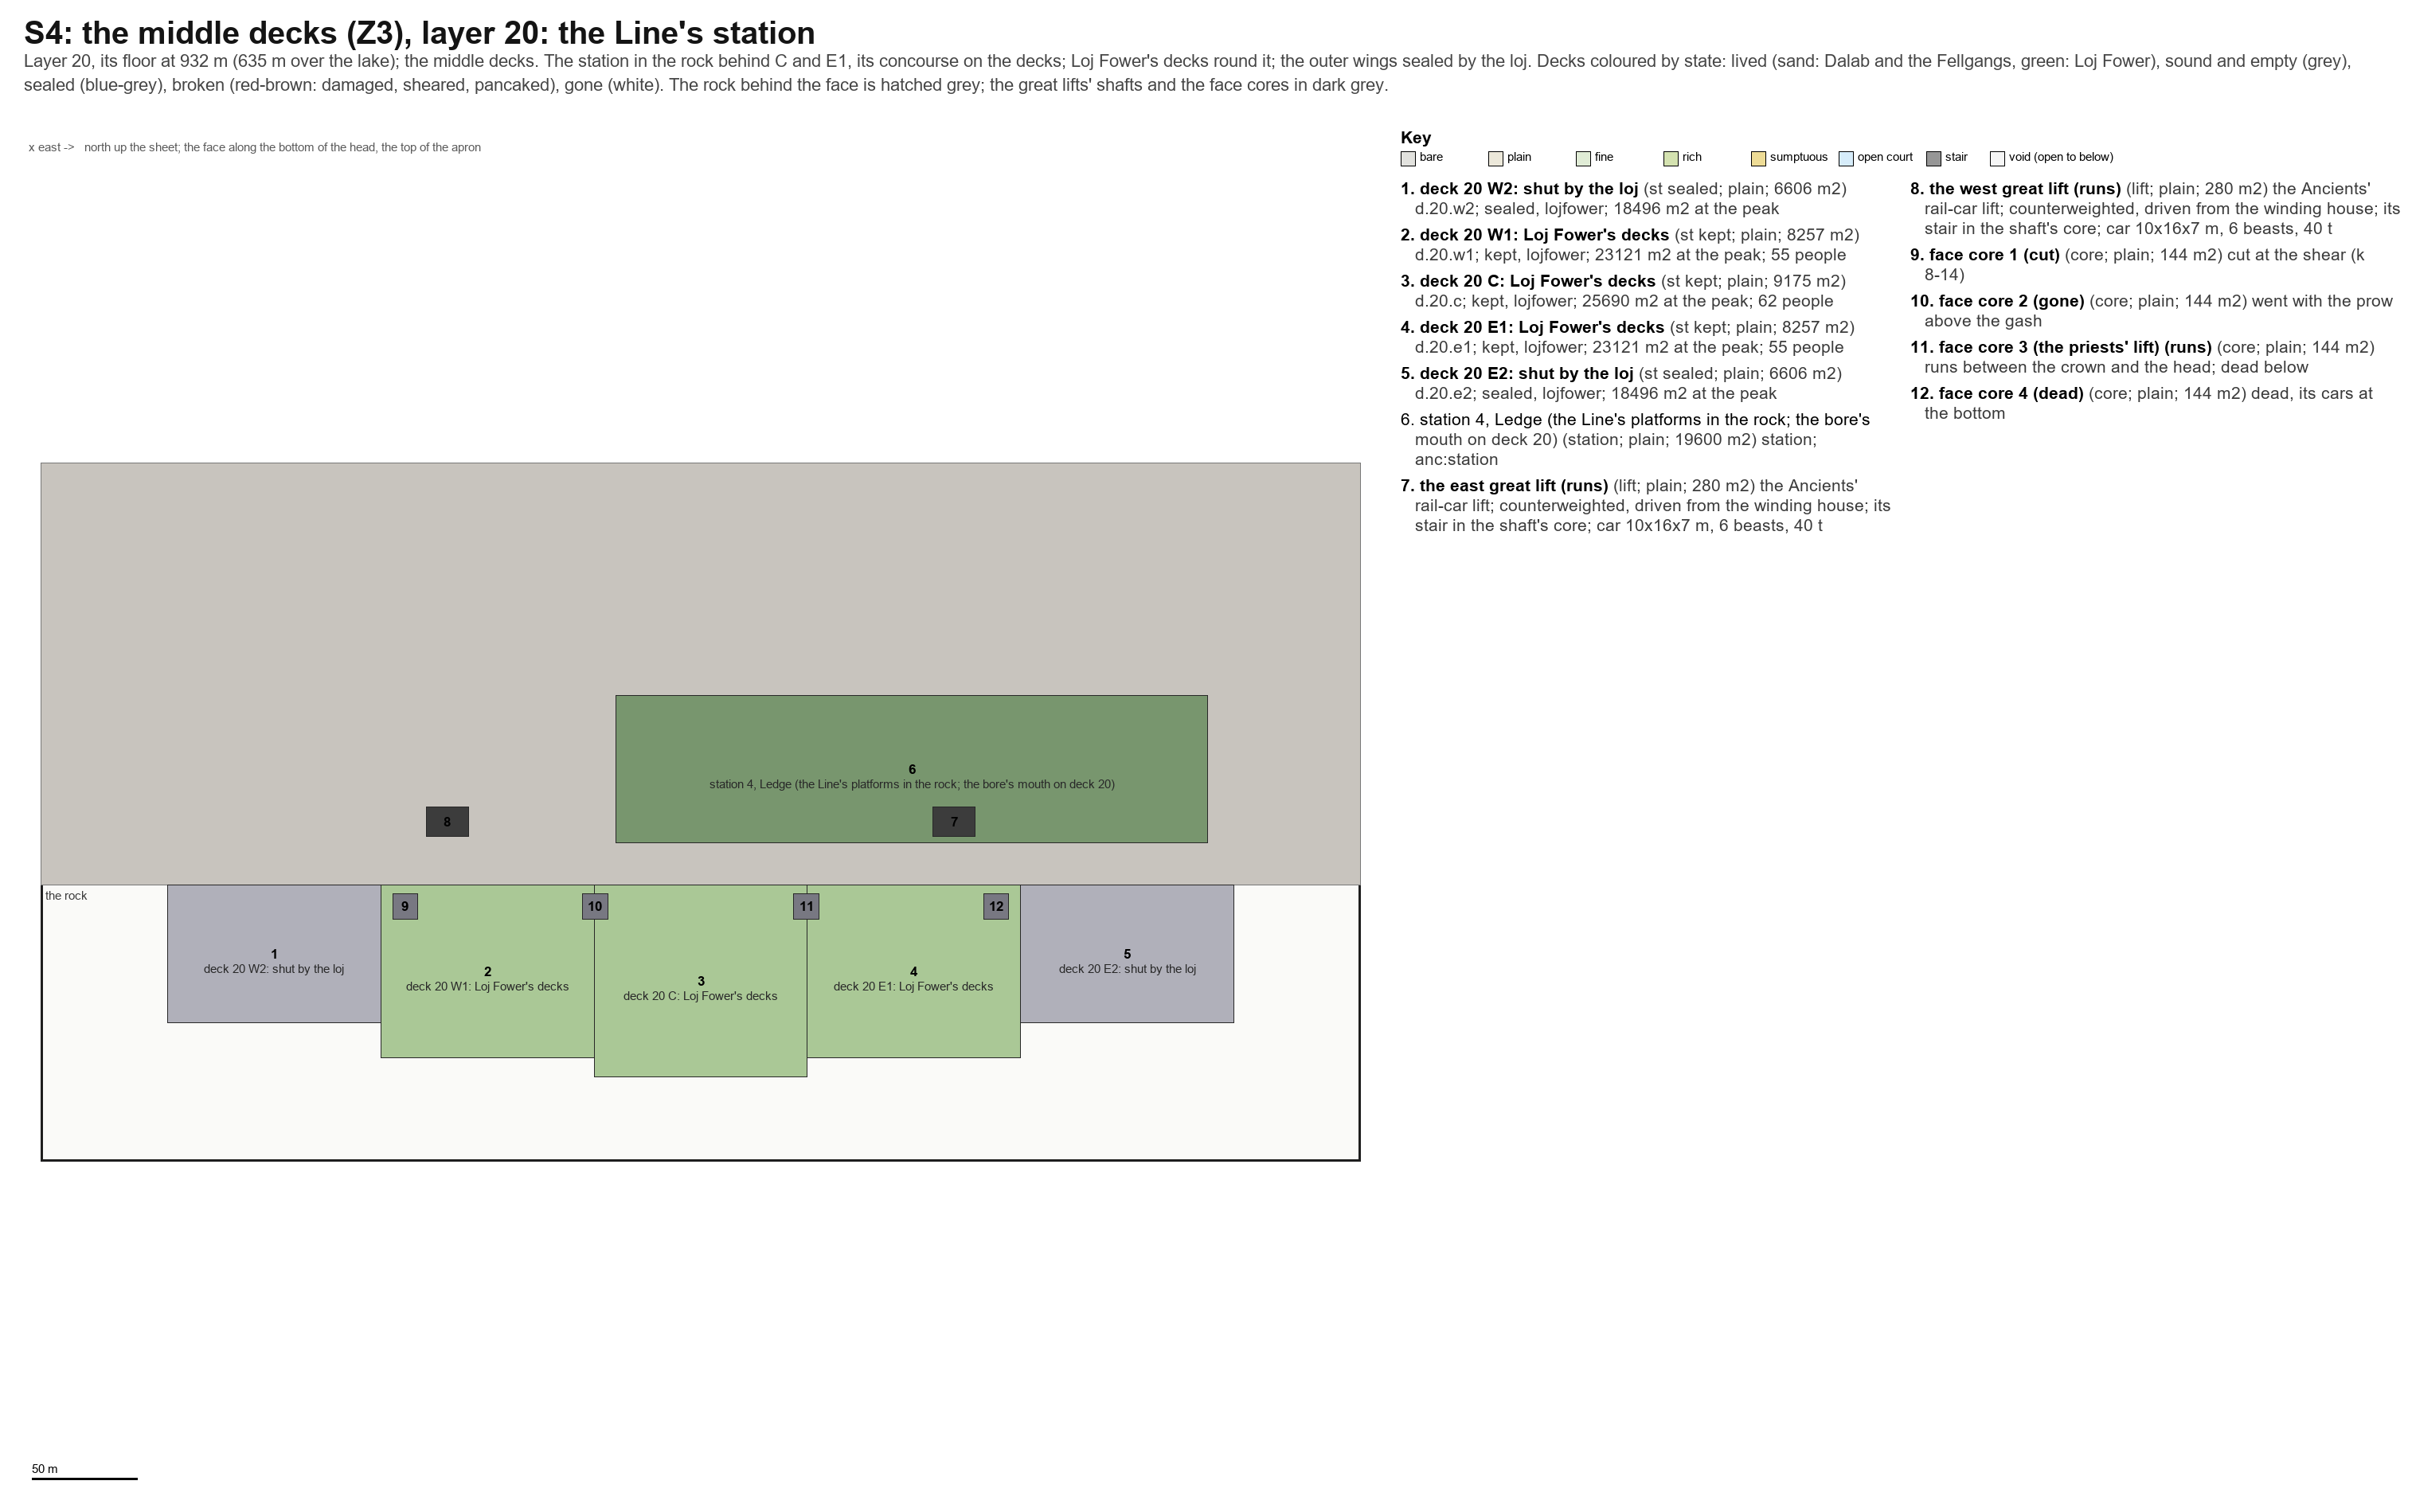 S4: the middle decks (Z3), layer 20: the Line's station
Layer 20, its floor at 932 m (635 m over the lake); the middle decks. The station in the rock behind C and E1, its concourse on the decks; Loj Fower's decks round it; the outer wings sealed by the loj. Decks coloured by state: lived (sand: Dalab and the Fellgangs, green: Loj Fower), sound and empty (grey),
sealed (blue-grey), broken (red-brown: damaged, sheared, pancaked), gone (white). The rock behind the face is hatched grey; the great lifts' shafts and the face cores in dark grey.
x east -> north up the sheet; the face along the bottom of the head, the top of the apron
Key
bare plain fine rich sumptuous open court stair void (open to below)
1. deck 20 W2: shut by the loj (st sealed; plain; 6606 m2)
d.20.w2; sealed, lojfower; 18496 m2 at the peak
2. deck 20 W1: Loj Fower's decks (st kept; plain; 8257 m2)
d.20.w1; kept, lojfower; 23121 m2 at the peak; 55 people
3. deck 20 C: Loj Fower's decks (st kept; plain; 9175 m2)
d.20.c; kept, lojfower; 25690 m2 at the peak; 62 people
4. deck 20 E1: Loj Fower's decks (st kept; plain; 8257 m2)
d.20.e1; kept, lojfower; 23121 m2 at the peak; 55 people
5. deck 20 E2: shut by the loj (st sealed; plain; 6606 m2)
d.20.e2; sealed, lojfower; 18496 m2 at the peak
6. station 4, Ledge (the Line's platforms in the rock; the bore's
mouth on deck 20) (station; plain; 19600 m2) station;
anc:station
7. the east great lift (runs) (lift; plain; 280 m2) the Ancients'
rail-car lift; counterweighted, driven from the winding house; its
stair in the shaft's core; car 10x16x7 m, 6 beasts, 40 t
8. the west great lift (runs) (lift; plain; 280 m2) the Ancients'
rail-car lift; counterweighted, driven from the winding house; its
stair in the shaft's core; car 10x16x7 m, 6 beasts, 40 t
9. face core 1 (cut) (core; plain; 144 m2) cut at the shear (k
8-14)
10. face core 2 (gone) (core; plain; 144 m2) went with the prow
above the gash
11. face core 3 (the priests' lift) (runs) (core; plain; 144 m2)
runs between the crown and the head; dead below
12. face core 4 (dead) (core; plain; 144 m2) dead, its cars at
the bottom
6
station 4, Ledge (the Line's platforms in the rock; the bore's mouth on deck 20)
8
7
the rock
9
10
11
12
1
deck 20 W2: shut by the loj
2
deck 20 W1: Loj Fower's decks
3
deck 20 C: Loj Fower's decks
4
deck 20 E1: Loj Fower's decks
5
deck 20 E2: shut by the loj
50 m